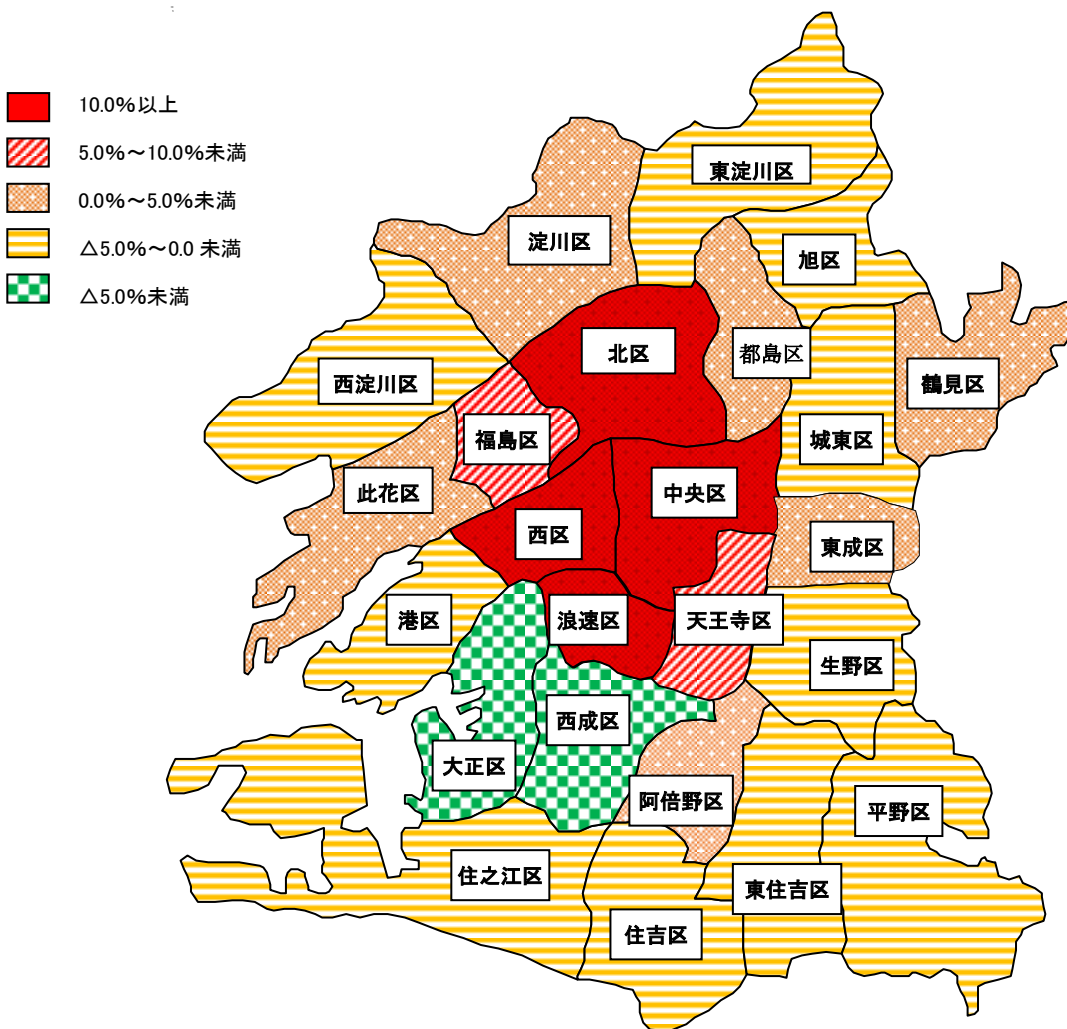 10.0%以上
5.0%～10.0%未満
0.0%～5.0%未満
△5.0%～0.0 未満
△5.0%未満
東淀川区
淀川区
旭区
北区
都島区
西淀川区
鶴見区
福島区
城東区
此花区
中央区
西区
東成区
港区
浪速区
天王寺区
生野区
西成区
大正区
阿倍野区
平野区
住之江区
東住吉区
住吉区